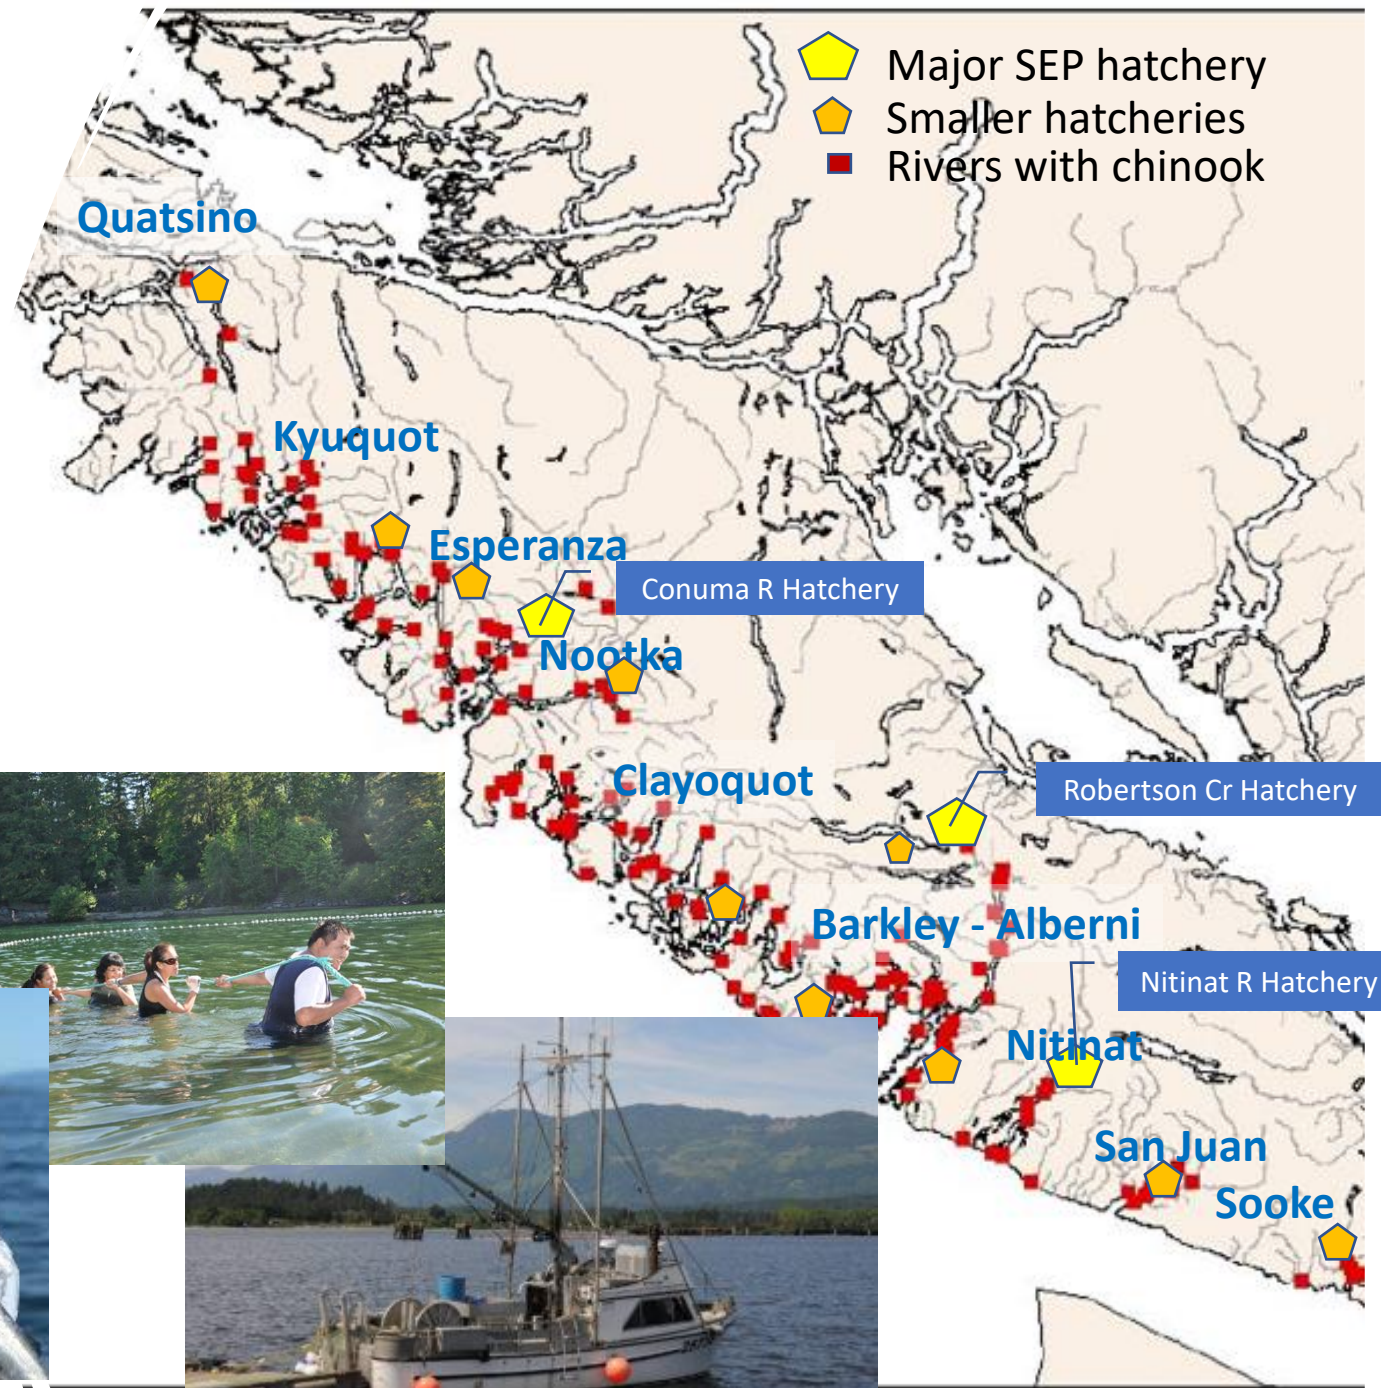 Major SEP hatchery
Smaller hatcheries
Rivers with chinook
Quatsino
Kyuquot
Esperanza
Conuma R Hatchery
Nootka
Clayoquot
Robertson Cr Hatchery
Barkley - Alberni
Nitinat R Hatchery
Nitinat
San Juan
Sooke